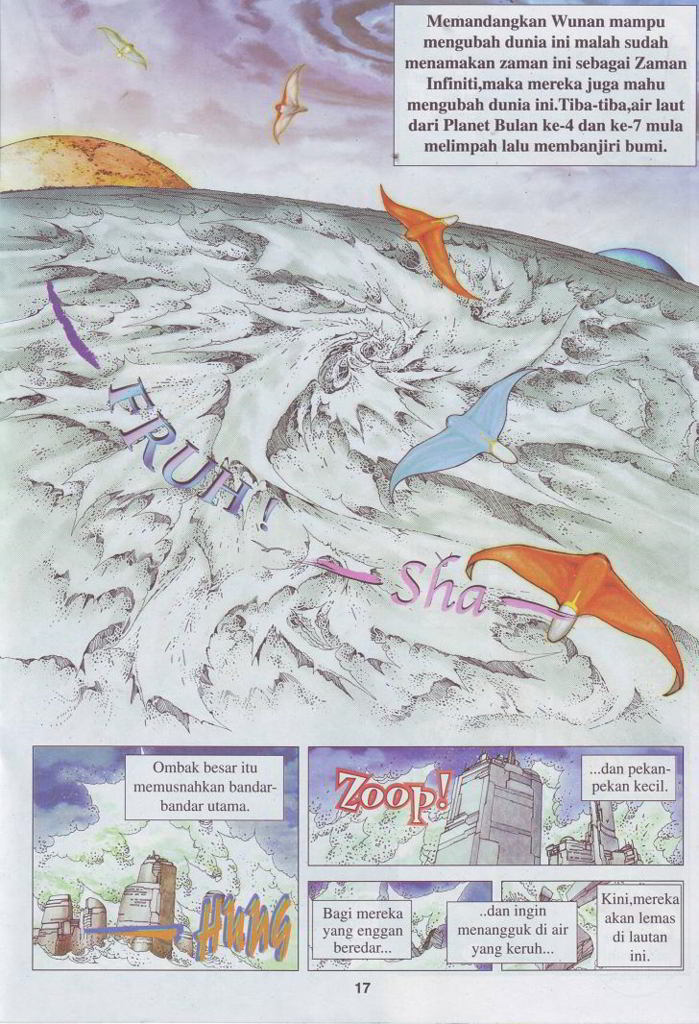 Memandangkan Wunan mampu
mengubah dunia ini malah sudah
menamakan zaman ini sebagai Zaman
Infiniti,maka mereka juga mahu
mengubah dunia ini.Tiba-tiba,air laut
dari Planet Bulan ke-4 dan ke-7 mula
melimpah lalu membanjiri bumi.
FRUH!
Sha
Ombak besar itu
memusnahkan bandar-
bandar utama.
HUNG
Zoop!
...dan pekan-
pekan kecil.
Bagi mereka
yang enggan
beredar...
..dan ingin
menangguk di air
yang keruh...
Kini,mereka
akan lemas
di lautan
ini.
17